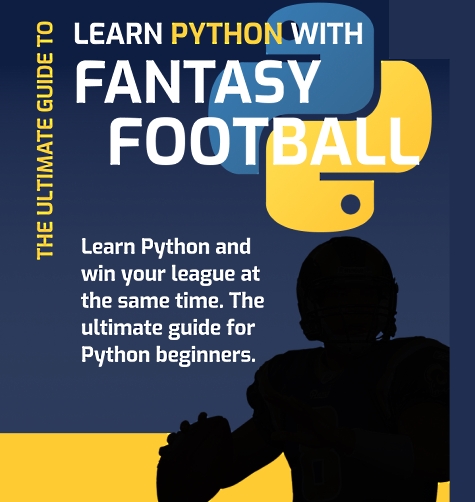 THE ULTIMATE GUIDE TO
LEARN PYTHON WITH
FANTASY
FOOTBALL
Learn Python and
win your league at
the same time. The
ultimate guide for
Python beginners.